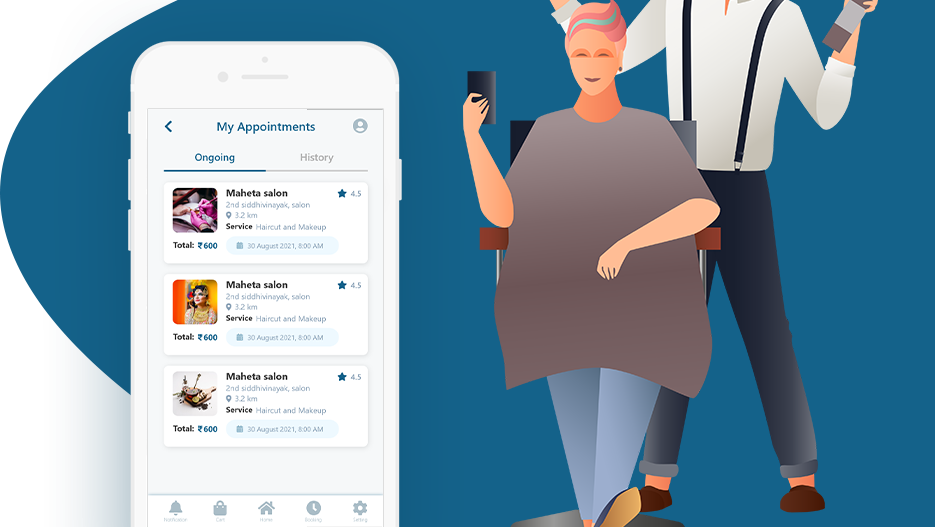 My Appointments
Ongoing History
Maheta salon 4.5
2nd siddhivinayak, salon
3.2 km
Service Haircut and Makeup
Total: ₹600 30 August 2021, 8:00 AM
Maheta salon 4.5
2nd siddhivinayak, salon
3.2 km
Service Haircut and Makeup
Total: ₹600 30 August 2021, 8:00 AM
Maheta salon 4.5
2nd siddhivinayak, salon
3.2 km
Service Haircut and Makeup
Total: ₹600 30 August 2021, 8:00 AM
Notification Cart Home Booking Setting